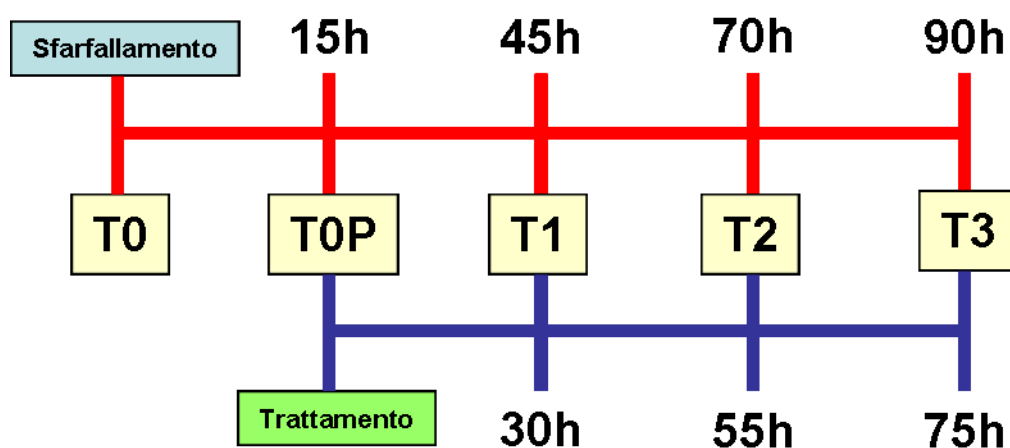 Sfarfallamento
15h
45h
70h
90h
T0
T0P
T1
T2
T3
Trattamento
30h
55h
75h